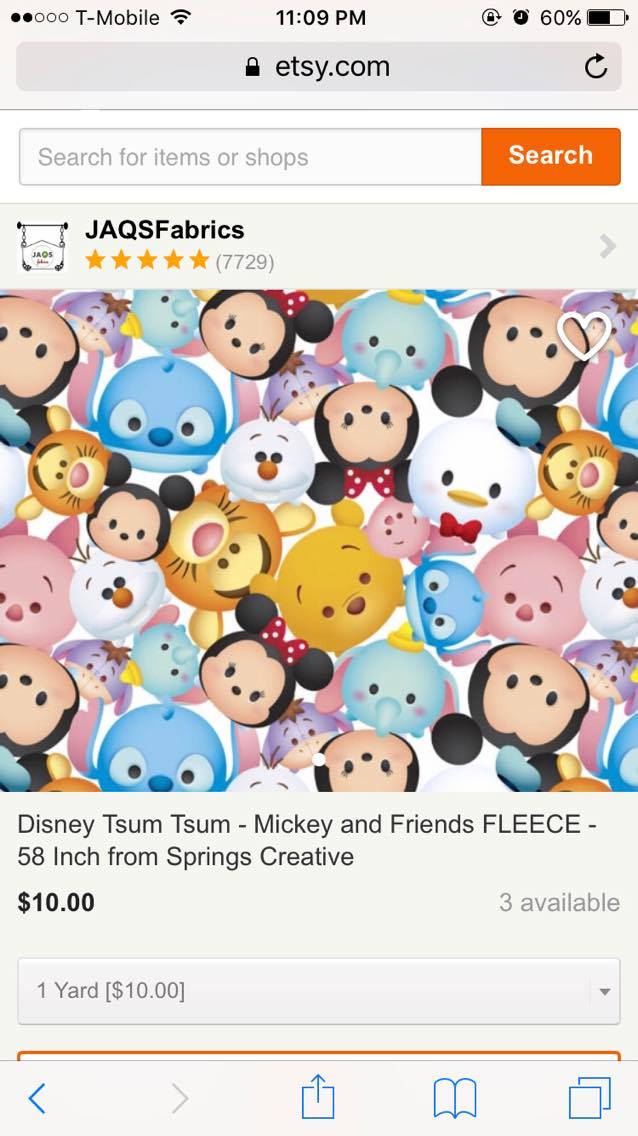 T-Mobile 11:09 PM 60%
etsy.com
Search for items or shops Search
JAQSFabrics
JAQS
(7729)
Disney Tsum Tsum - Mickey and Friends FLEECE -
58 Inch from Springs Creative
$10.00 3 available
1 Yard [$10.00]